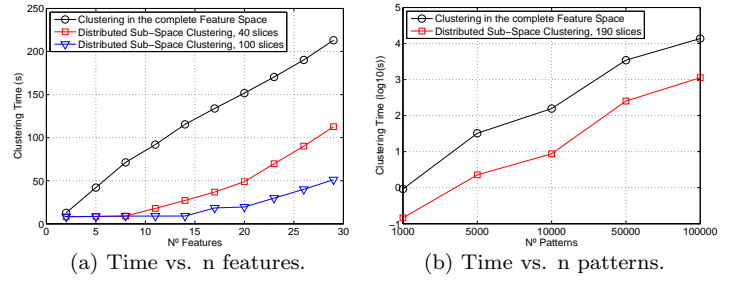 250
200
150
100
50
0
0
5
10
15
20
25
30
Clustering Time (s)
Nº Features
Clustering in the complete Feature Space
Distributed Sub-Space Clustering, 40 slices
Distributed Sub-Space Clustering, 100 slices
(a) Time vs. n features.
5
4
3
2
1
0
−1
1000
5000
10000
50000
100000
Clustering Time (log10(s))
Nº Patterns
Clustering in the complete Feature Space
Distributed Sub-Space Clustering, 190 slices
(b) Time vs. n patterns.